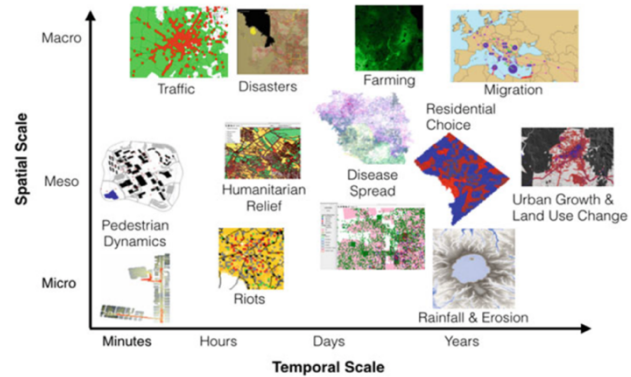 Macro
Traffic
Disasters
Farming
Migration
Residential
Choice
Spatial Scale
Meso
Humanitarian
Relief
Disease
Spread
Urban Growth &
Land Use Change
Pedestrian
Dynamics
Micro
Riots
Rainfall & Erosion
Minutes
Hours
Days
Years
Temporal Scale